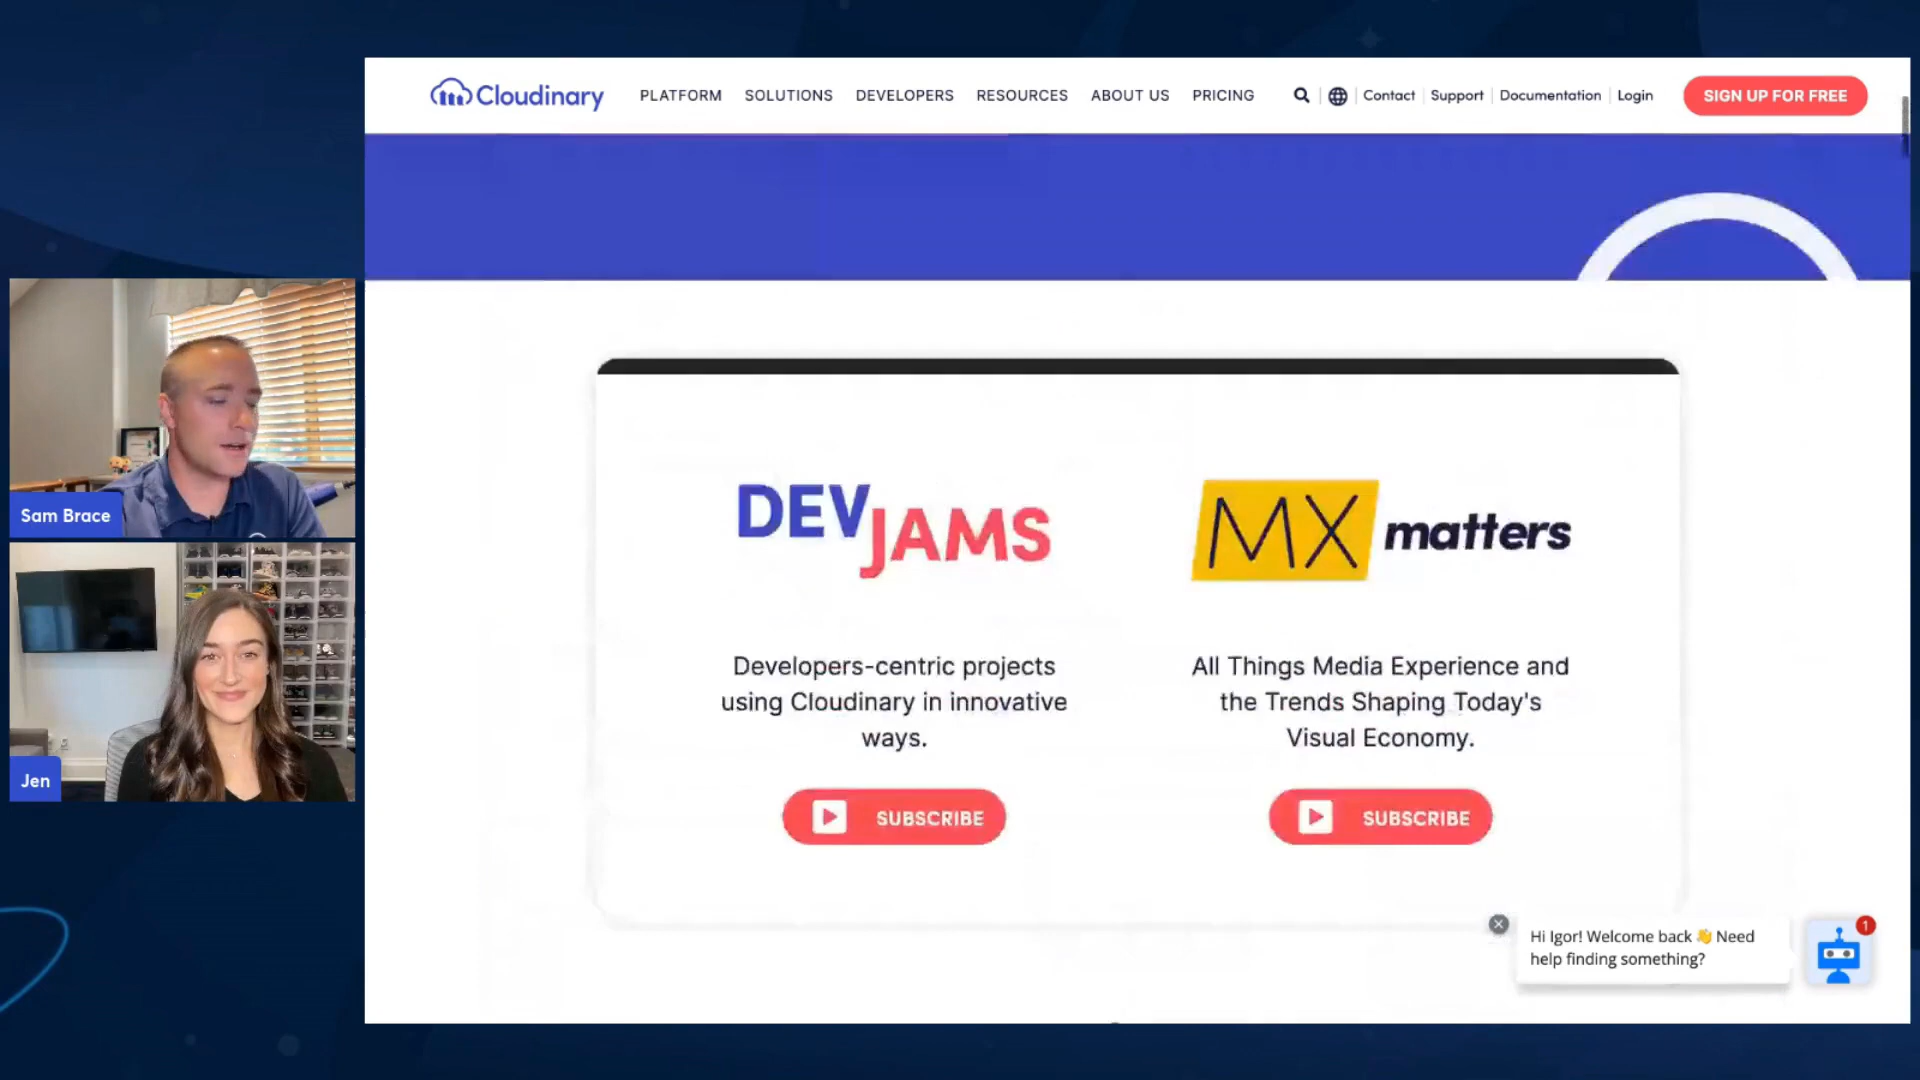 Cloudinary
PLATFORM SOLUTIONS DEVELOPERS RESOURCES ABOUT US PRICING
Contact Support Documentation Login
SIGN UP FOR FREE
Sam Brace
Jen
DEV
JAMS
Developers-centric projects
using Cloudinary in innovative
ways.
SUBSCRIBE
MX matters
All Things Media Experience and
the Trends Shaping Today's
Visual Economy.
SUBSCRIBE
Hi Igor! Welcome back 👋 Need
help finding something?
1